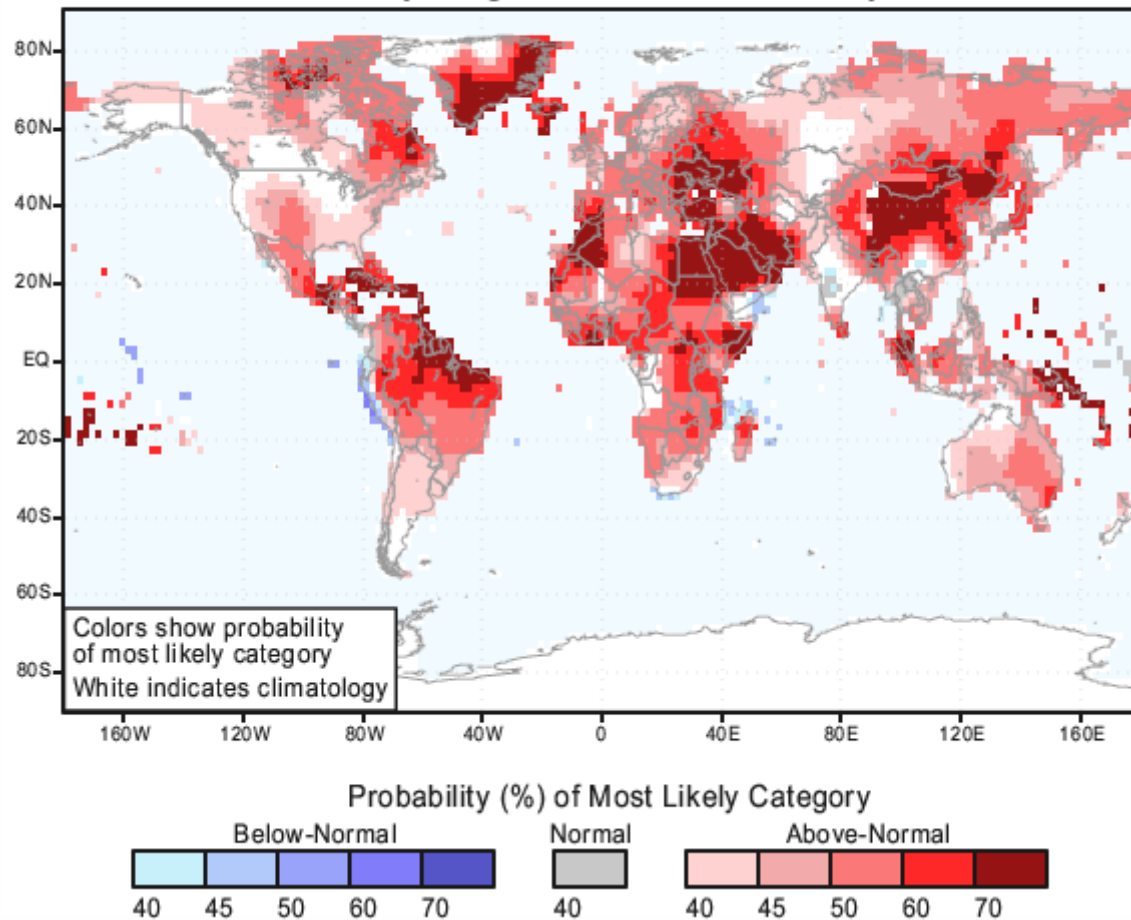 80N
60N
40N
20N
EQ
20S
40S
60S
80S
Colors show probability
of most likely category
White indicates climatology
160W 120W 80W 40W 0 40E 80E 120E 160E
Probability (%) of Most Likely Category
Below-Normal Normal Above-Normal
40 45 50 60 70 40 40 45 50 60 70